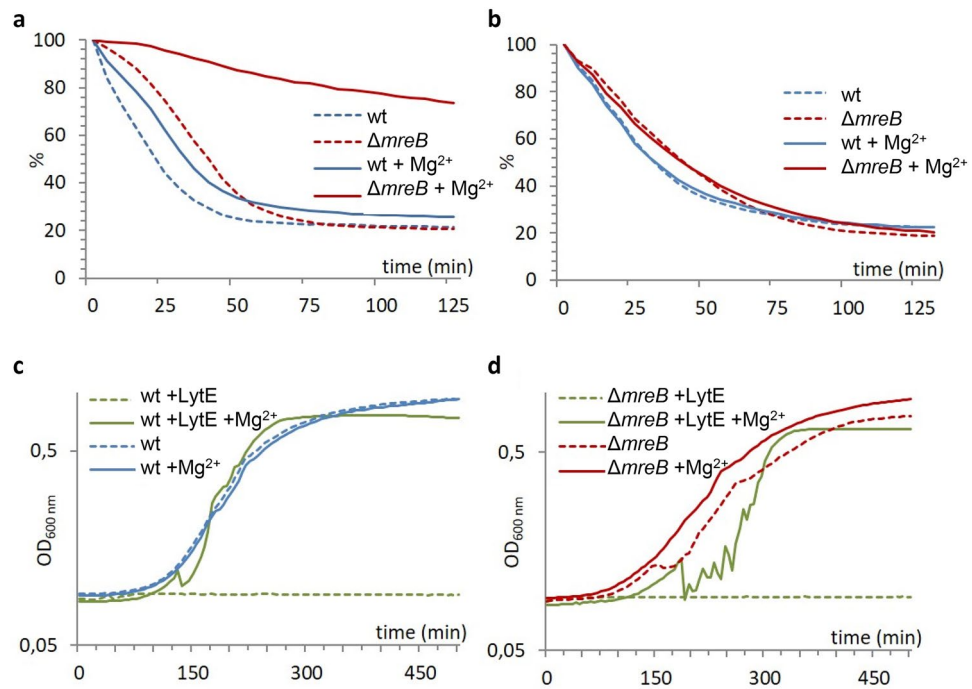 a
100
80
60
40
20
0
%
wt
ΔmreB
wt + Mg²⁺
ΔmreB + Mg²⁺
time (min)
0 25 50 75 100 125
b
100
80
60
40
20
0
%
wt
ΔmreB
wt + Mg²⁺
ΔmreB + Mg²⁺
time (min)
0 25 50 75 100 125
c
wt +LytE
wt +LytE +Mg²⁺
wt
wt +Mg²⁺
0,5
OD₆₀₀ ₙₘ
0,05
time (min)
0 150 300 450
d
ΔmreB +LytE
ΔmreB +LytE +Mg²⁺
ΔmreB
ΔmreB +Mg²⁺
0,5
OD₆₀₀ ₙₘ
0,05
time (min)
0 150 300 450